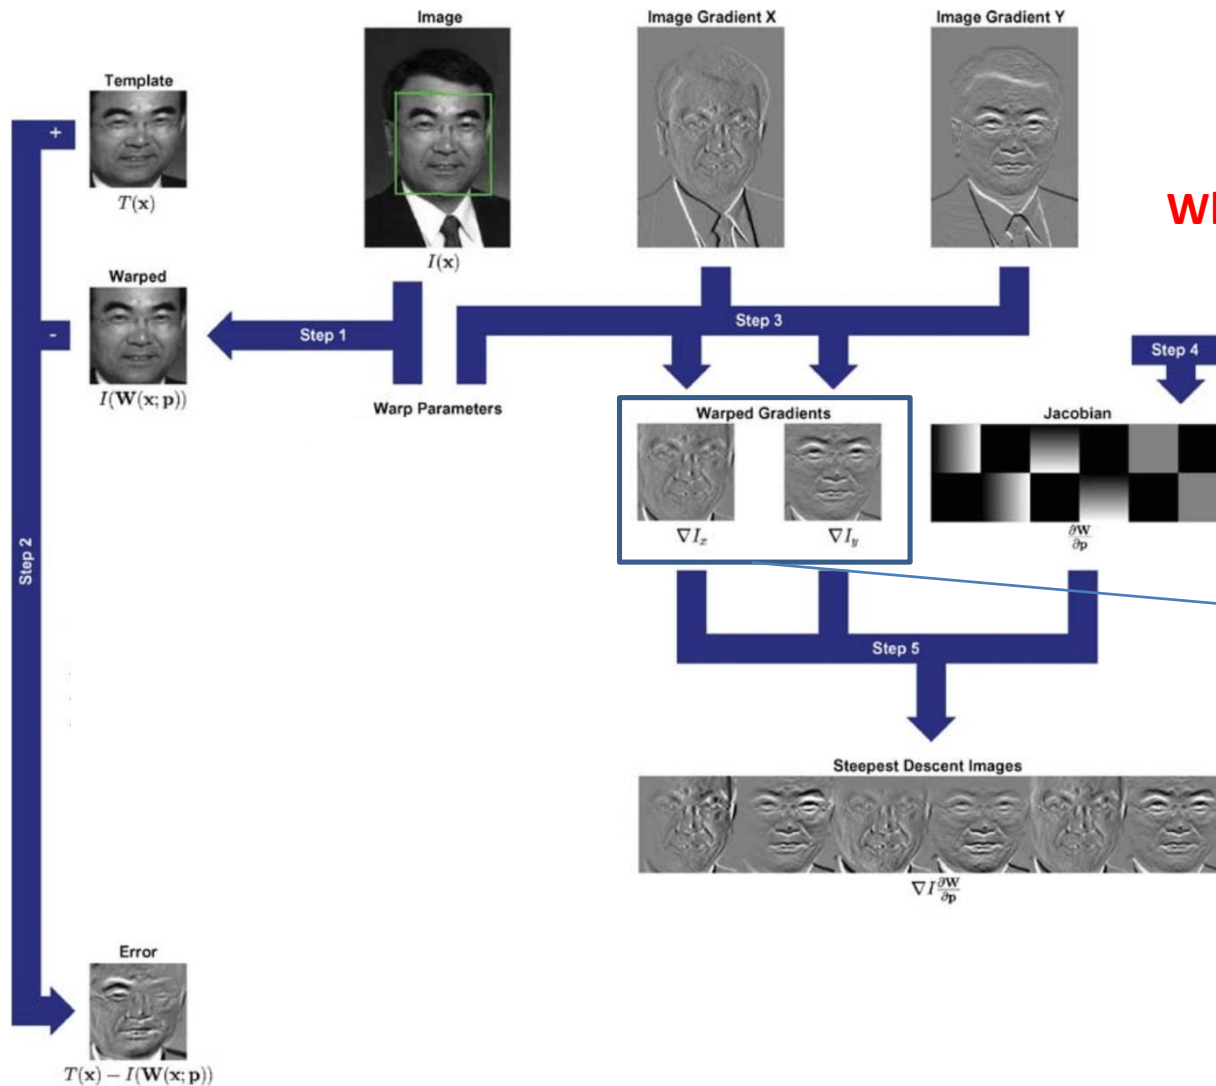 Image
Image Gradient X
Image Gradient Y
Template
+
T(x)
I(x)
Warped
-
Step 1
Step 3
Step 4
I(W(x; p))
Warp Parameters
Warped Gradients
Jacobian
∇I_x
∇I_y
∂W/∂p
Step 2
Step 5
Steepest Descent Images
∇I ∂W/∂p
Error
T(x) − I(W(x; p))